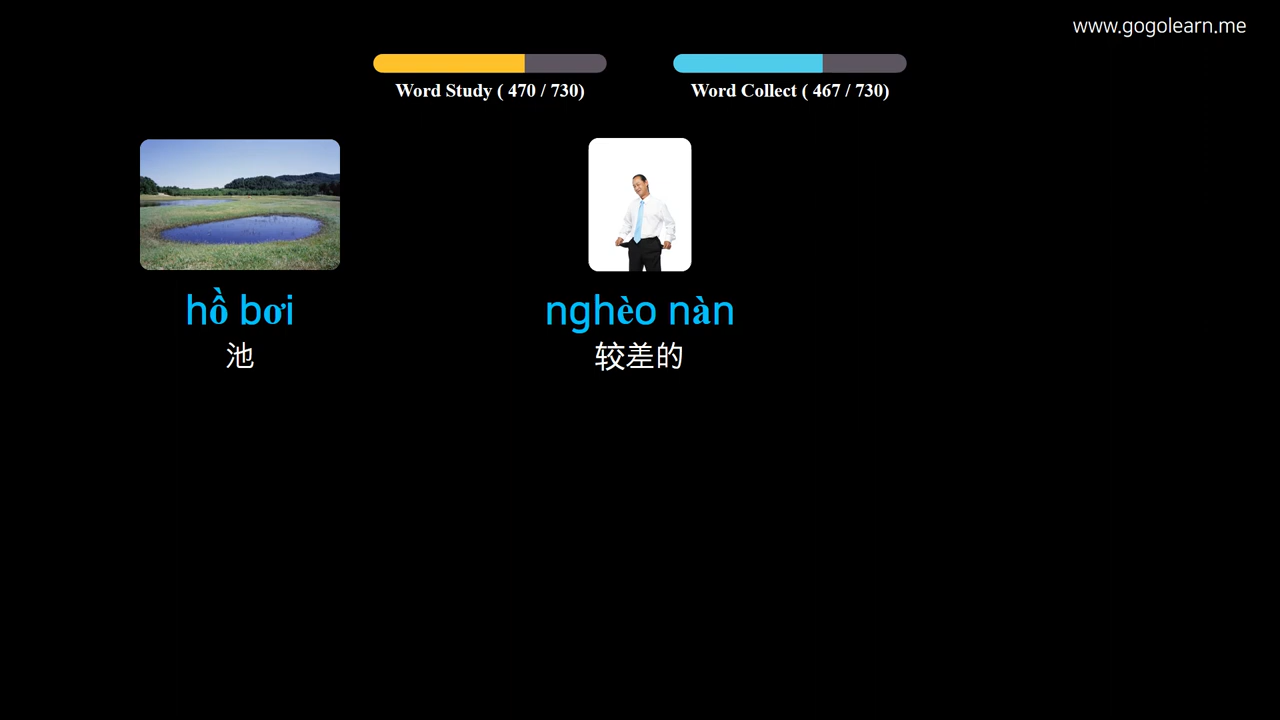 www.gogolearn.me
Word Study ( 470 / 730)
Word Collect ( 467 / 730)
hồ bơi
池
nghèo nàn
较差的